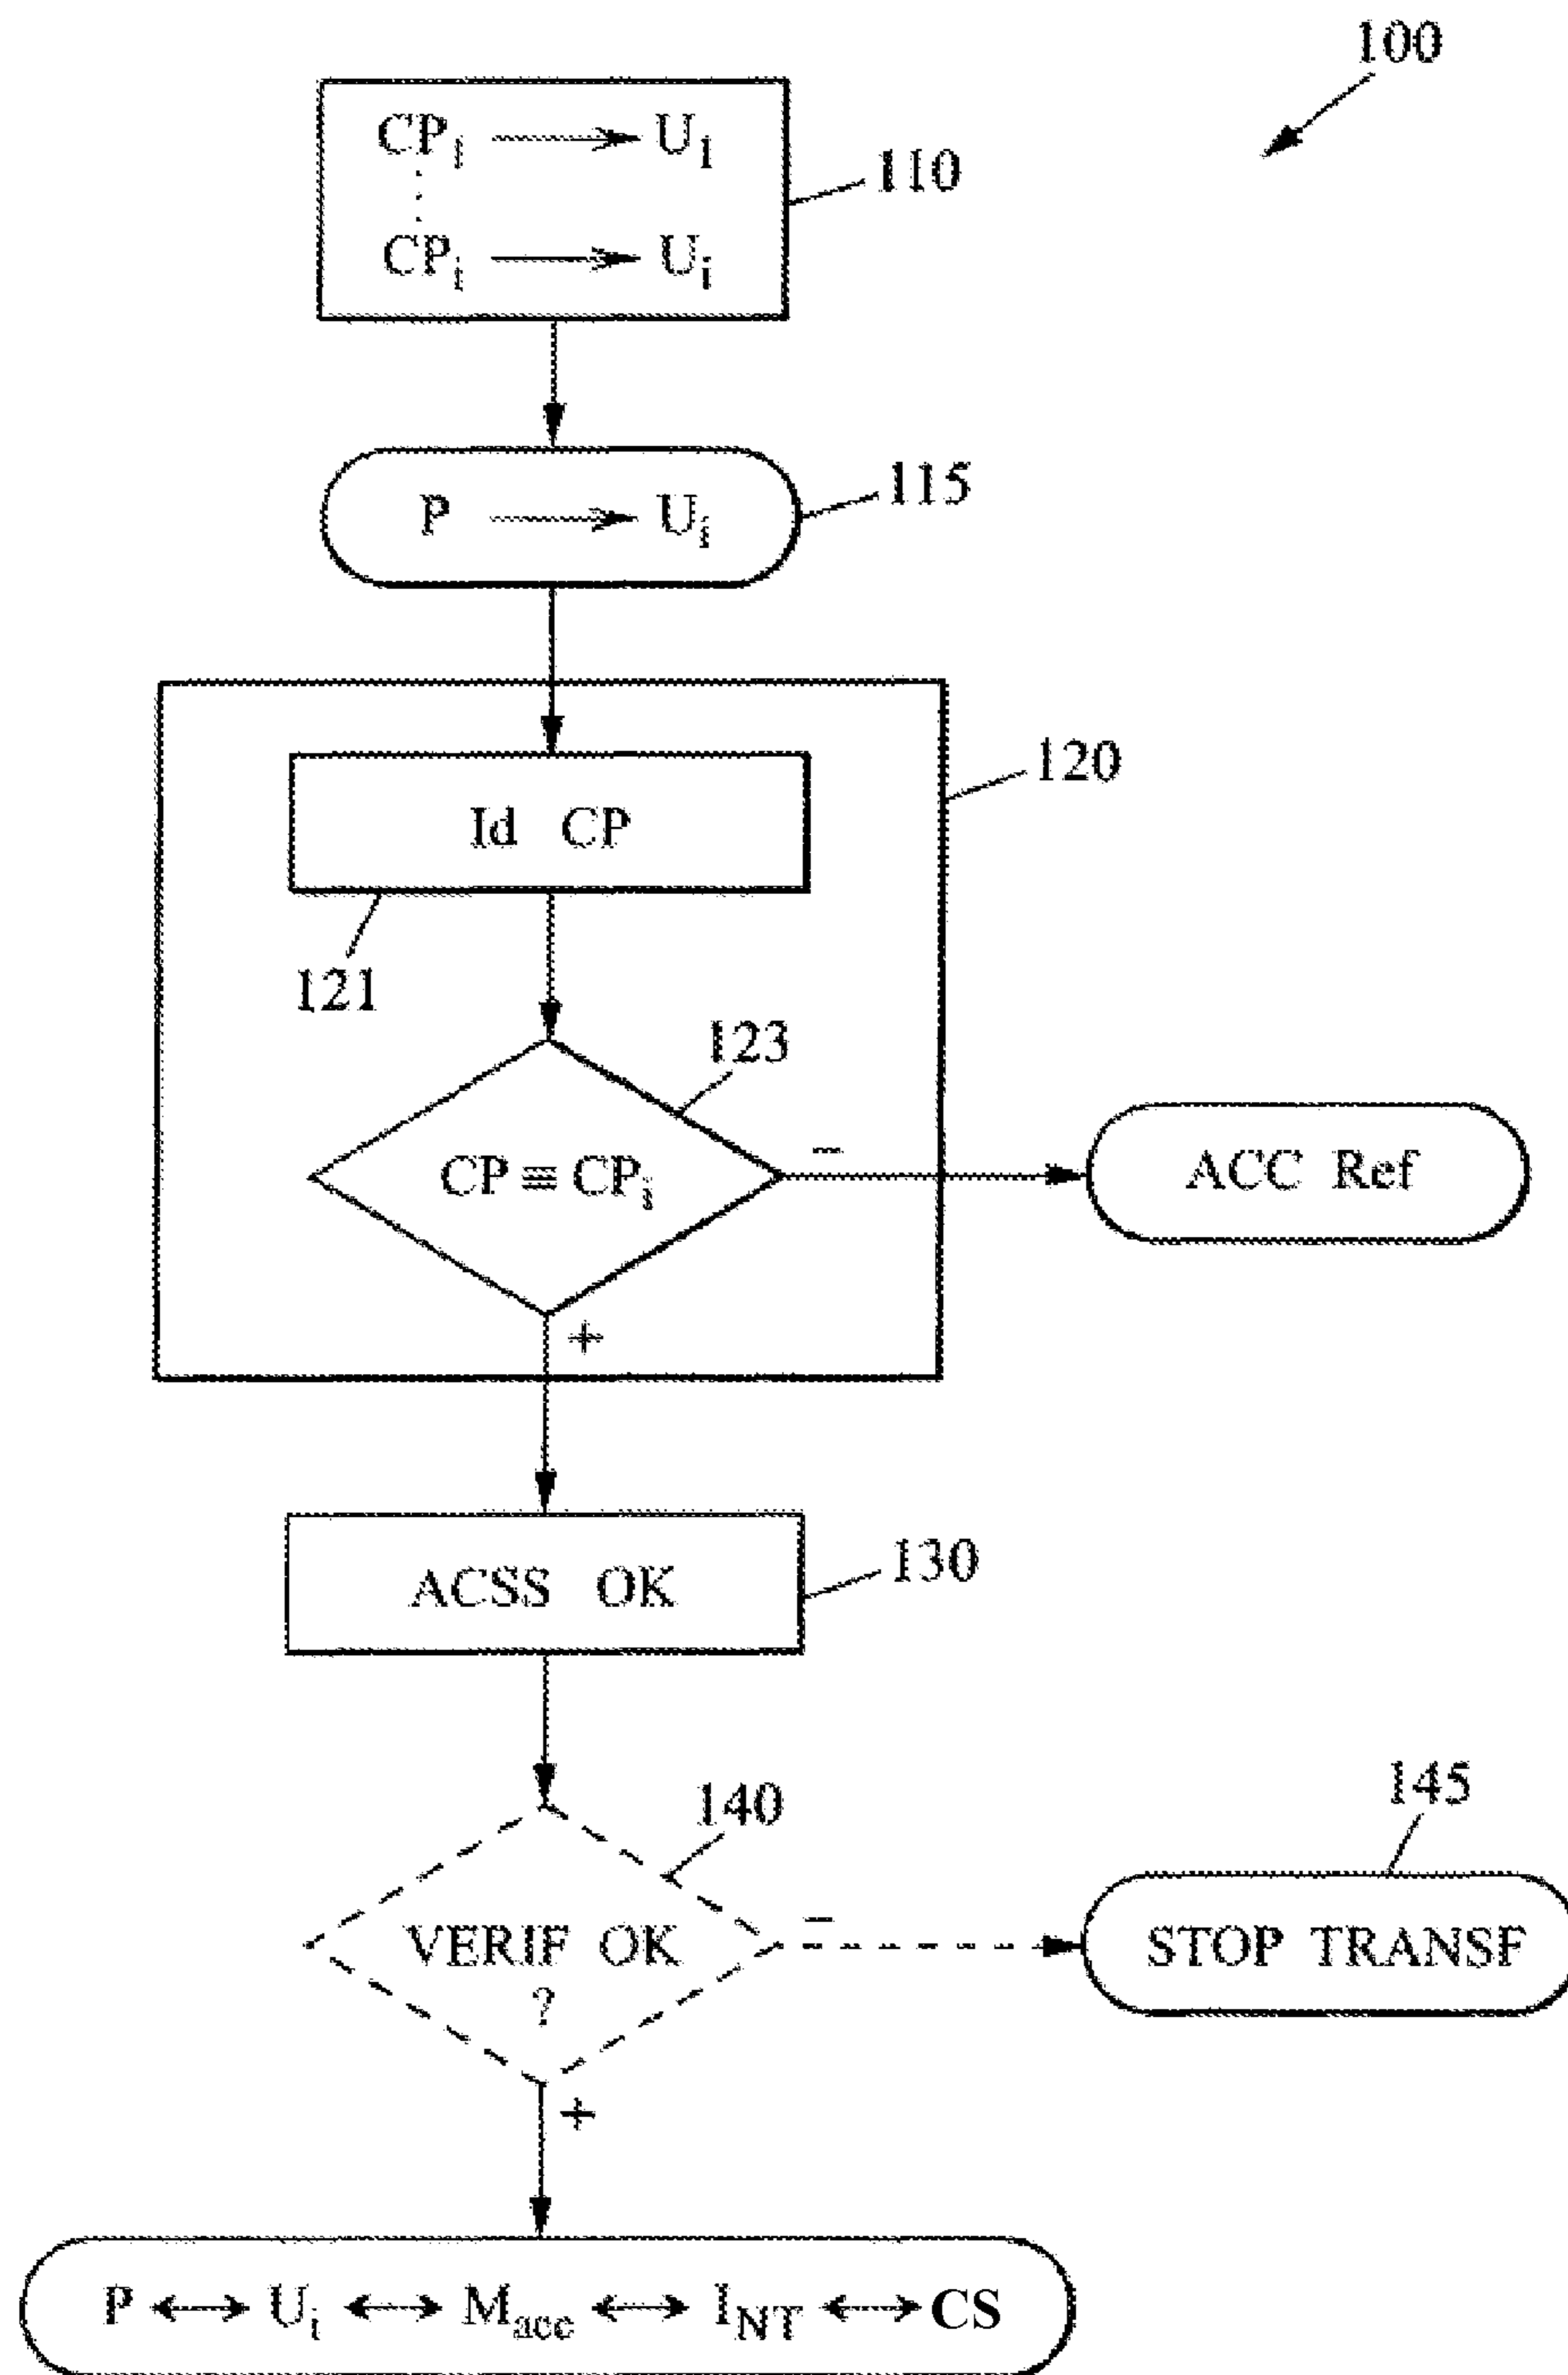 100
CP₁ → U₁
110
CPᵢ → Uᵢ
P → Uᵢ
115
120
Id CP
121
123
CP ≡ CPᵢ
−
ACC Ref
+
ACSS OK
130
140
145
VERIF OK
?
−
STOP TRANSF
+
P ↔ Uᵢ ↔ Macc ↔ INT ↔ CS